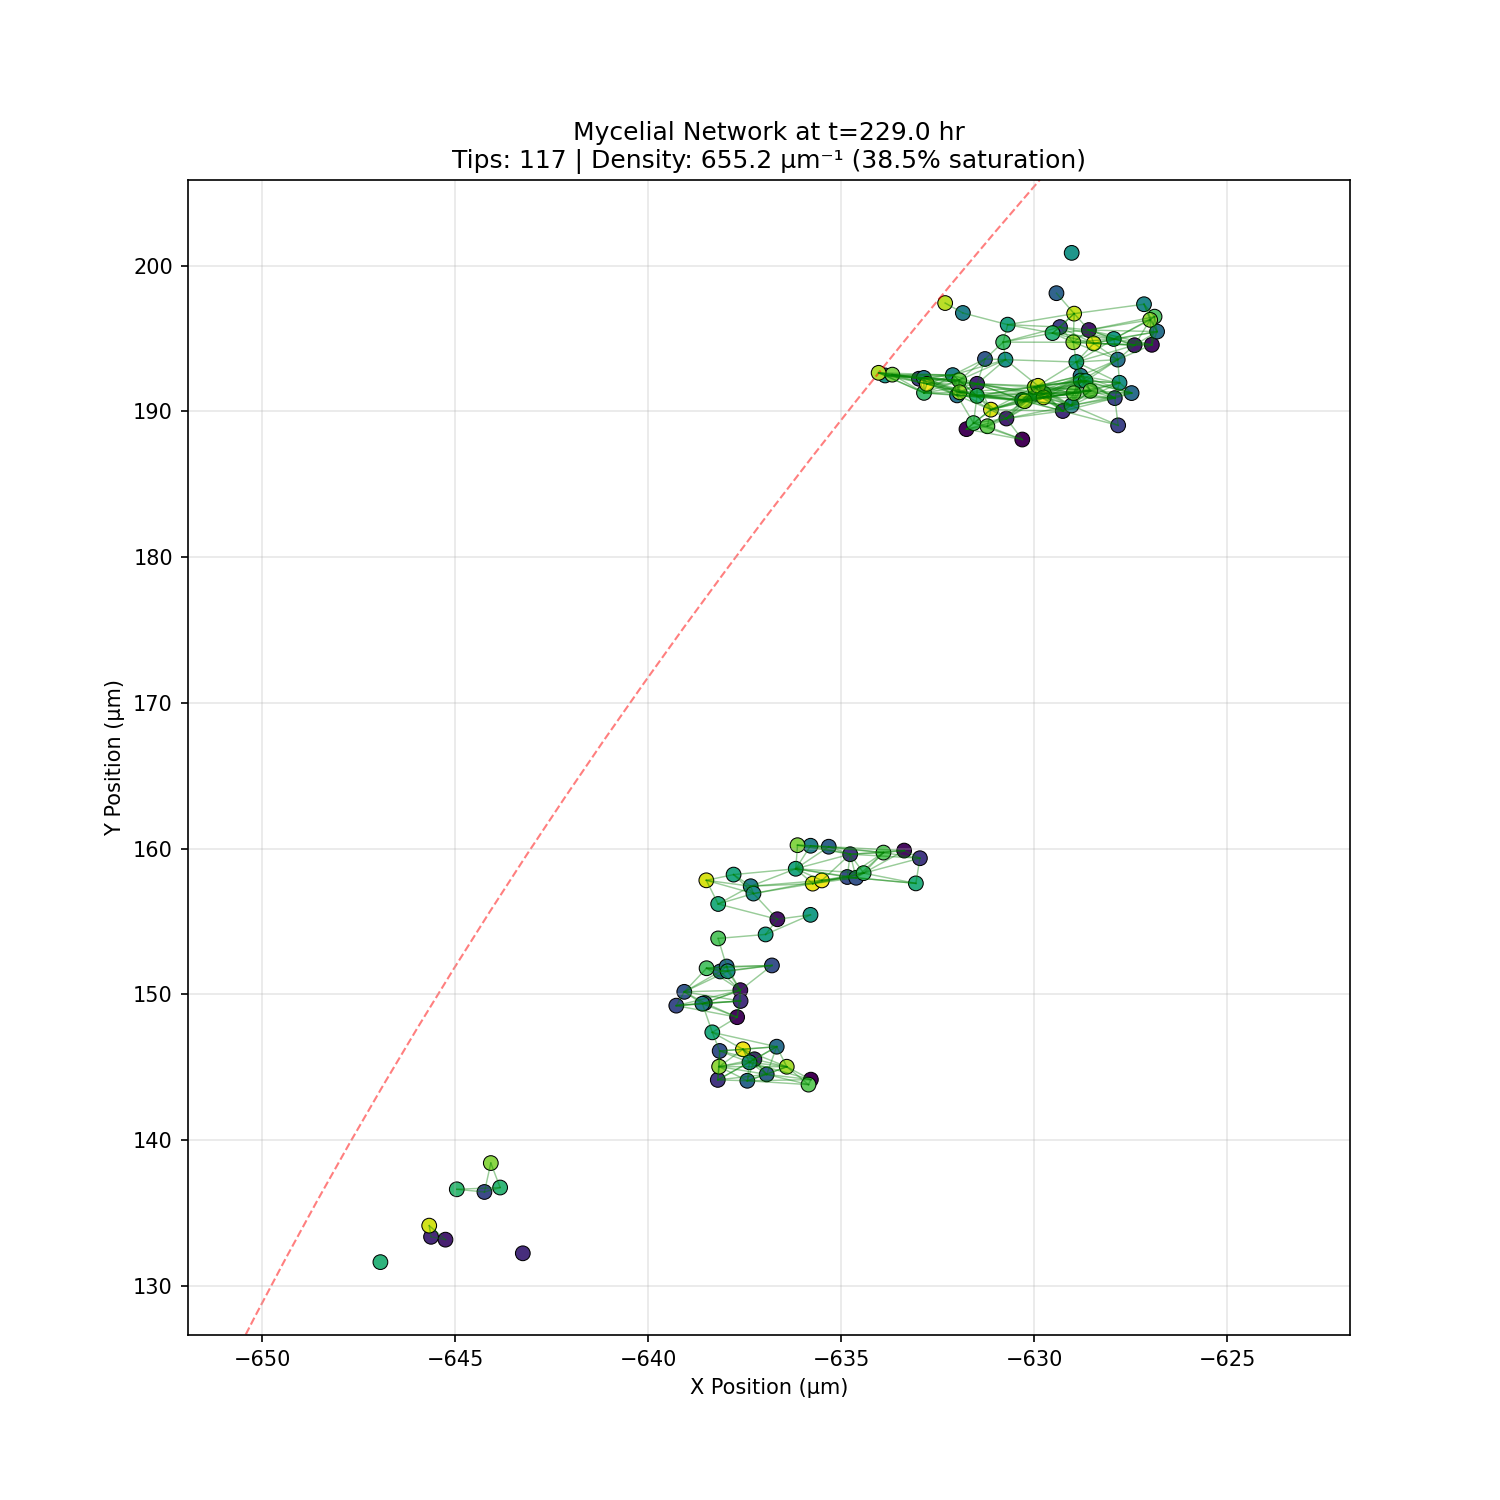 Mycelial Network at t=229.0 hr
Tips: 117 | Density: 655.2 μm⁻¹ (38.5% saturation)
200
190
180
170
160
150
140
130
Y Position (μm)
−650 −645 −640 −635 −630 −625
X Position (μm)